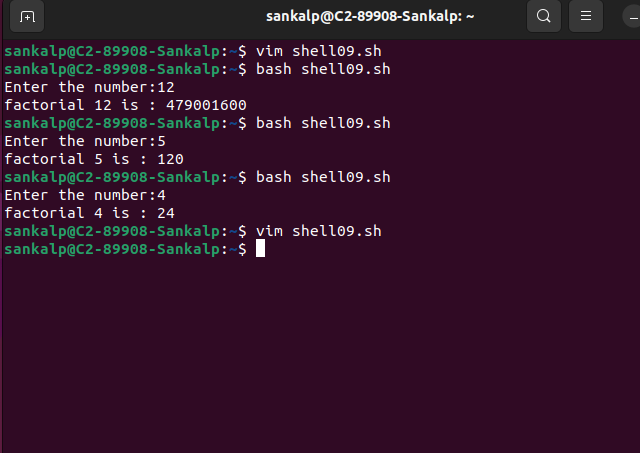 sankalp@C2-89908-Sankalp: ~
sankalp@C2-89908-Sankalp:~$ vim shell09.sh
sankalp@C2-89908-Sankalp:~$ bash shell09.sh
Enter the number:12
factorial 12 is : 479001600
sankalp@C2-89908-Sankalp:~$ bash shell09.sh
Enter the number:5
factorial 5 is : 120
sankalp@C2-89908-Sankalp:~$ bash shell09.sh
Enter the number:4
factorial 4 is : 24
sankalp@C2-89908-Sankalp:~$ vim shell09.sh
sankalp@C2-89908-Sankalp:~$